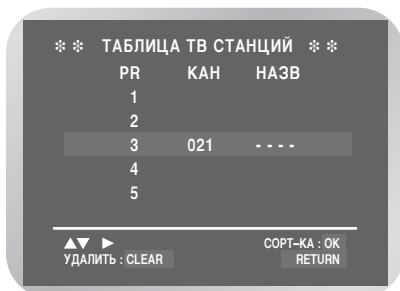 ❇ ❇ ТАБЛИЦА ТВ СТАНЦИЙ ❇ ❇
PR КАН НАЗВ
1
2
3 021 - - - -
4
5
▲▼ ► СОРТ–КА : OK
УДАЛИТЬ : CLEAR RETURN